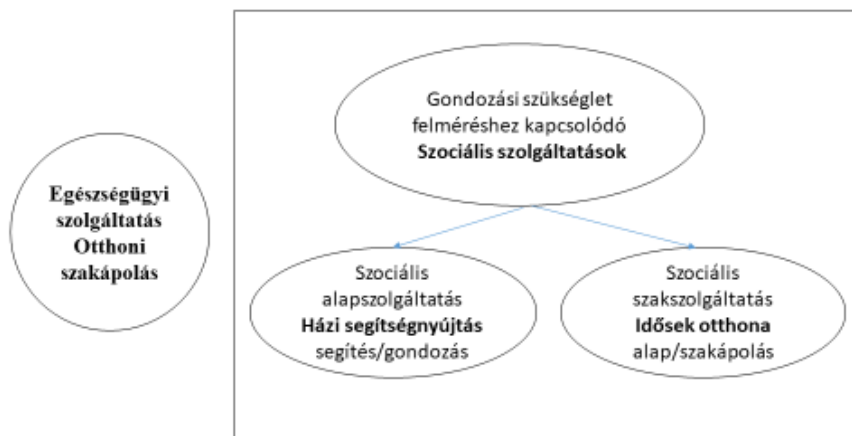 Egészségügyi
szolgáltatás
Otthoni
szakápolás
Gondozási szükséglet
felméréshez kapcsolódó
Szociális szolgáltatások
Szociális
alapszolgáltatás
Házi segítségnyújtás
segítés/gondozás
Szociális
szakszolgáltatás
Idősek otthona
alap/szakápolás